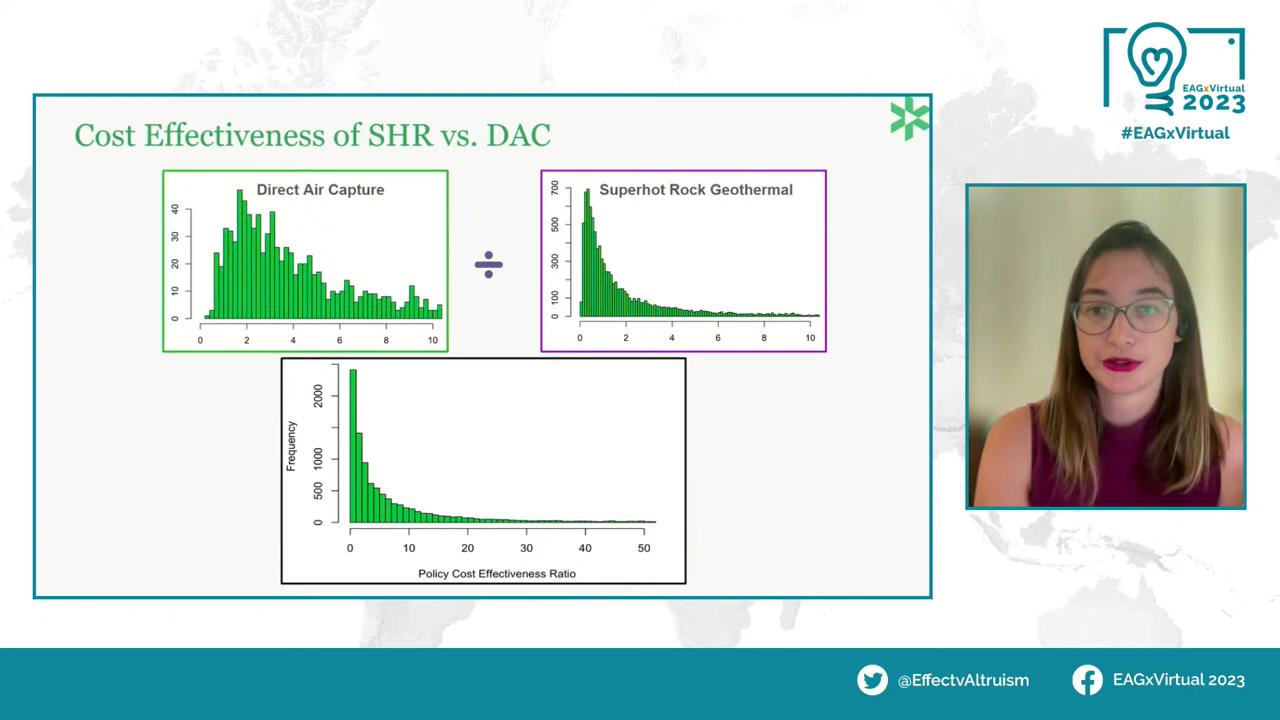 EAGxVirtual
2023
#EAGxVirtual
Cost Effectiveness of SHR vs. DAC
Direct Air Capture
0 10 20 30 40
0 2 4 6 8 10
÷
Superhot Rock Geothermal
0 100 300 500 700
0 2 4 6 8 10
Frequency
0 500 1000 2000
0 10 20 30 40 50
Policy Cost Effectiveness Ratio
@EffectvAltruism
EAGxVirtual 2023